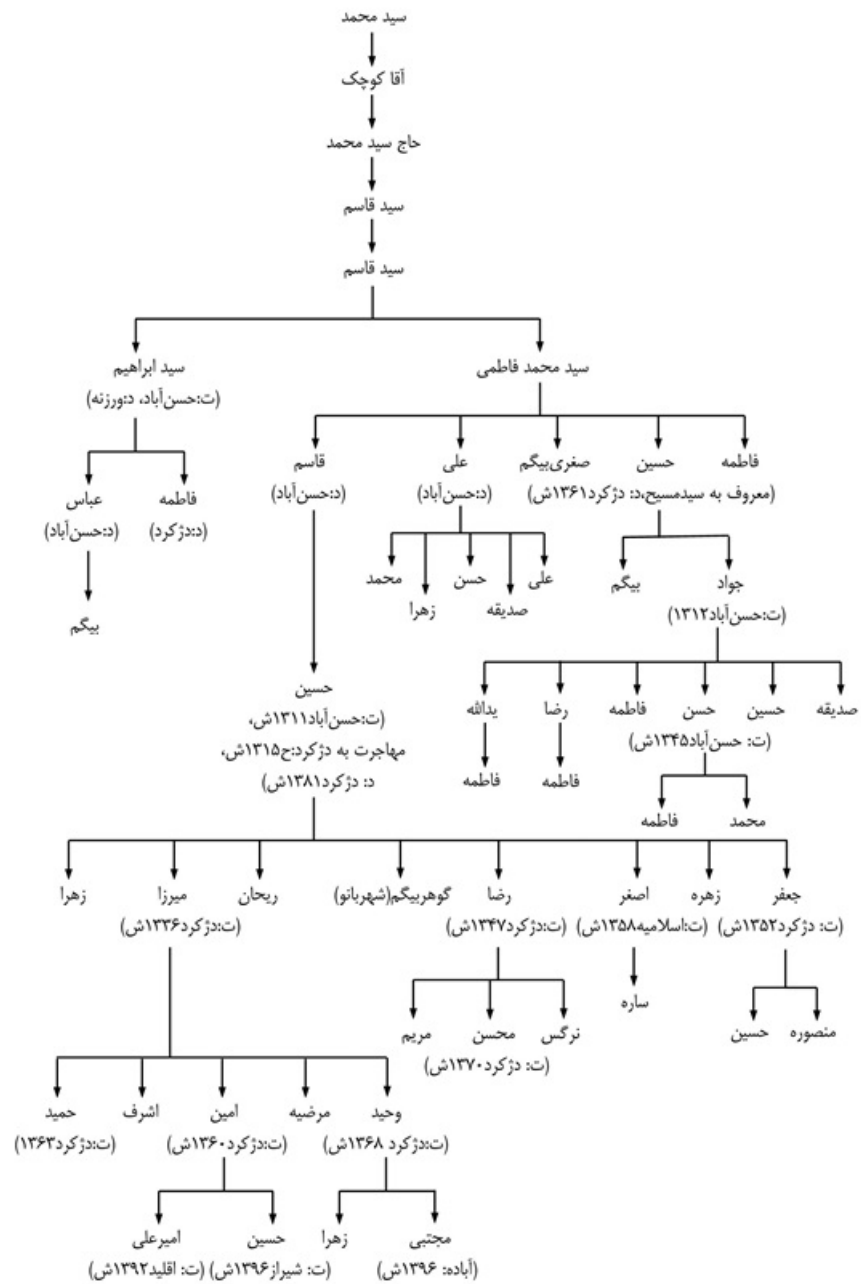 سید محمد
آقا کوچک
حاج سید محمد
سید قاسم
سید قاسم
سید محمد فاطمی
سید ابراهیم
(ت:حسن‌آباد، د:ورزنه)
فاطمه
حسین
صغری‌بیگم
علی
قاسم
(معروف به سیدمسیح،د: دژکرد۱۳۶۱ش)
(د:حسن‌آباد)
(د:حسن‌آباد)
فاطمه
عباس
(د:دژکرد)
(د:حسن‌آباد)
بیگم
جواد
بیگم
(ت:حسن‌آباد۱۳۱۲)
علی
صدیقه
حسن
زهرا
محمد
صدیقه
حسین
حسن
فاطمه
رضا
یدالله
(ت: حسن‌آباد۱۳۴۵ش)
فاطمه
فاطمه
محمد
فاطمه
حسین
(ت:حسن‌آباد۱۳۱۱ش،
مهاجرت به دژکرد:ح۱۳۱۵ش،
د: دژکرد۱۳۸۱ش)
جعفر
زهره
اصغر
رضا
گوهربیگم(شهربانو)
ریحان
میرزا
زهرا
(ت: دژکرد۱۳۵۲ش)
(ت:اسلامیه۱۳۵۸ش)
(ت:دژکرد۱۳۴۷ش)
(ت:دژکرد۱۳۳۶ش)
منصوره
حسین
ساره
نرگس
محسن
مریم
(ت: دژکرد۱۳۷۰ش)
وحید
مرضیه
امین
اشرف
حمید
(ت:دژکرد ۱۳۶۸ش)
(ت:دژکرد۱۳۶۰ش)
(ت:دژکرد۱۳۶۳)
مجتبی
زهرا
حسین
امیرعلی
(آباده: ۱۳۹۶ش)
(ت: شیراز۱۳۹۶ش)
(ت: اقلید۱۳۹۲ش)